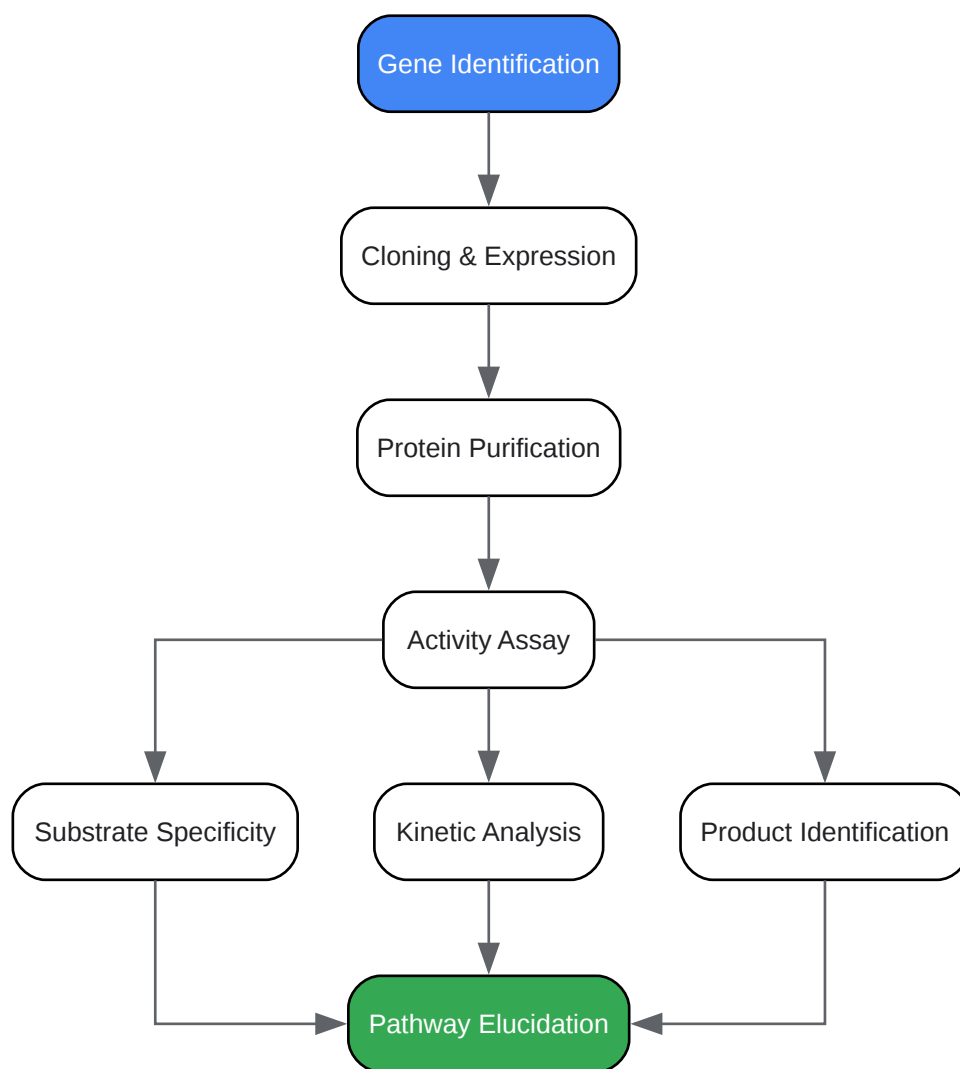 Gene Identification
Cloning & Expression
Protein Purification
Activity Assay
Substrate Specificity
Kinetic Analysis
Product Identification
Pathway Elucidation